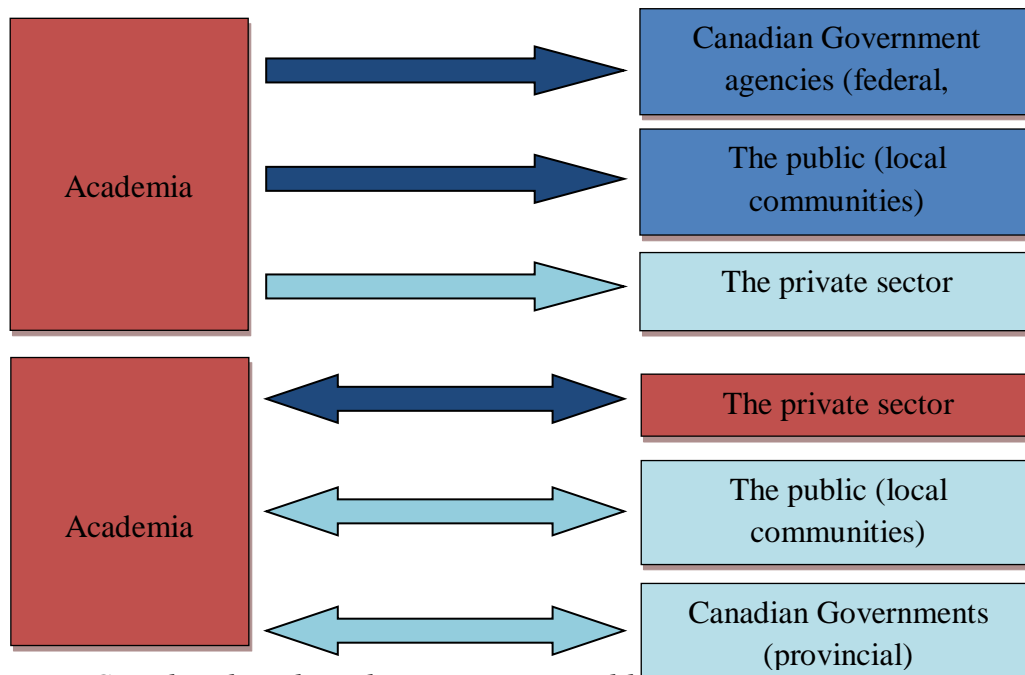 Academia
Canadian Government
agencies (federal,
The public (local
communities)
The private sector
Academia
The private sector
The public (local
communities)
Canadian Governments
(provincial)